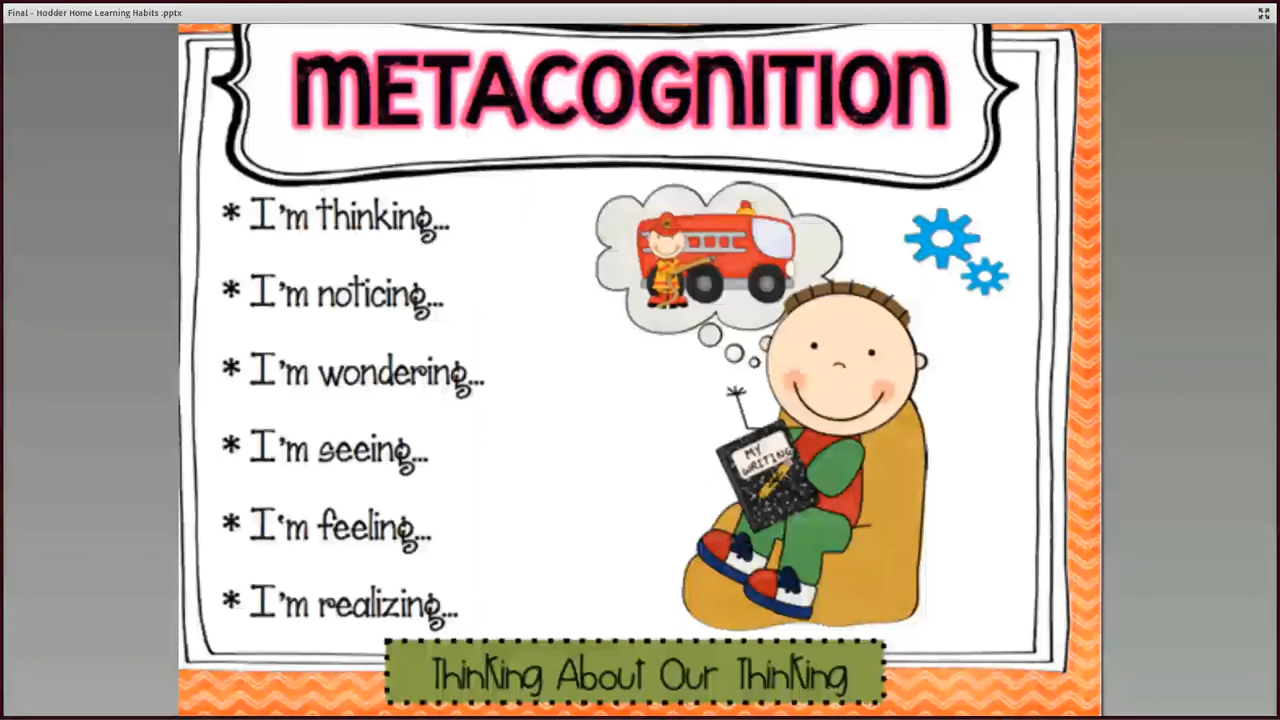 Final - Hodder Home Learning Habits .pptx
METACOGNITION
* I'm thinking...
* I'm noticing...
* I'm wondering...
* I'm seeing...
* I'm feeling...
* I'm realizing...
MY
WRITING
Thinking About Our Thinking